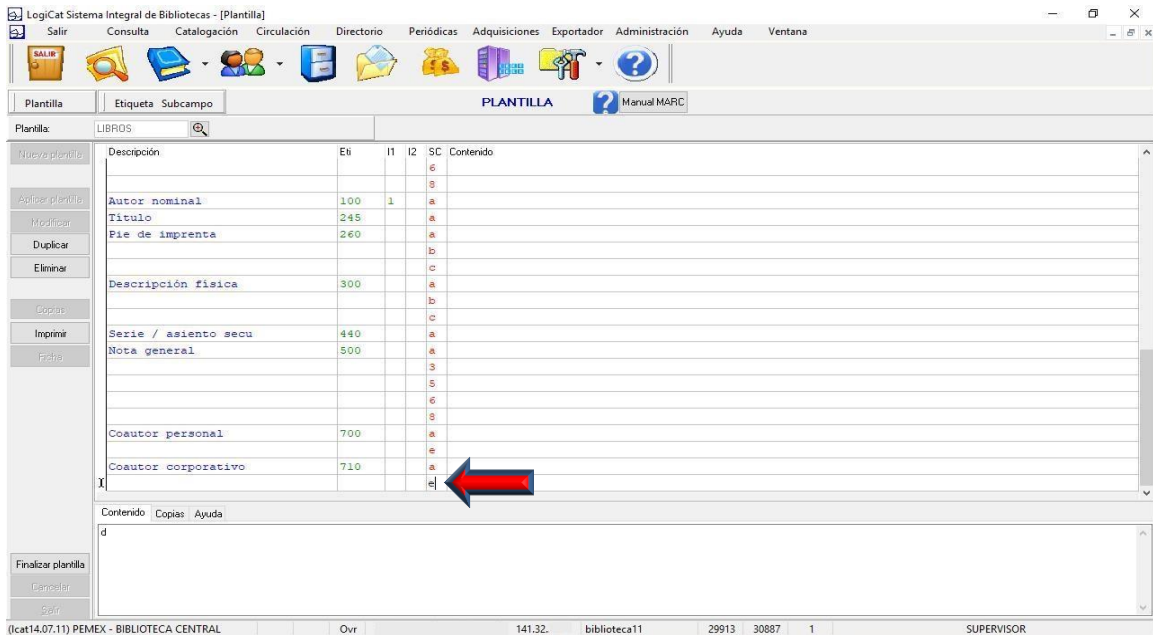 LogiCat Sistema Integral de Bibliotecas - [Plantilla]
Salir Consulta Catalogación Circulación Directorio Periódicas Adquisiciones Exportador Administración Ayuda Ventana
SALIR
Plantilla Etiqueta Subcampo PLANTILLA Manual MARC
Plantilla: LIBROS
Nueva plantilla
Aplicar plantilla
Modificar
Duplicar
Eliminar
Copias
Imprimir
Ficha
Descripción Eti I1 I2 SC Contenido
6
8
Autor nominal 100 1 a
Título 245 a
Pie de imprenta 260 a
b
c
Descripción física 300 a
b
c
Serie / asiento secu 440 a
Nota general 500 a
3
5
6
8
Coautor personal 700 a
e
Coautor corporativo 710 a
e
Contenido Copias Ayuda
d
Finalizar plantilla
Cancelar
Salir
(lcat14.07.11) PEMEX - BIBLIOTECA CENTRAL Ovr 141.32. biblioteca11 29913 30887 1 SUPERVISOR